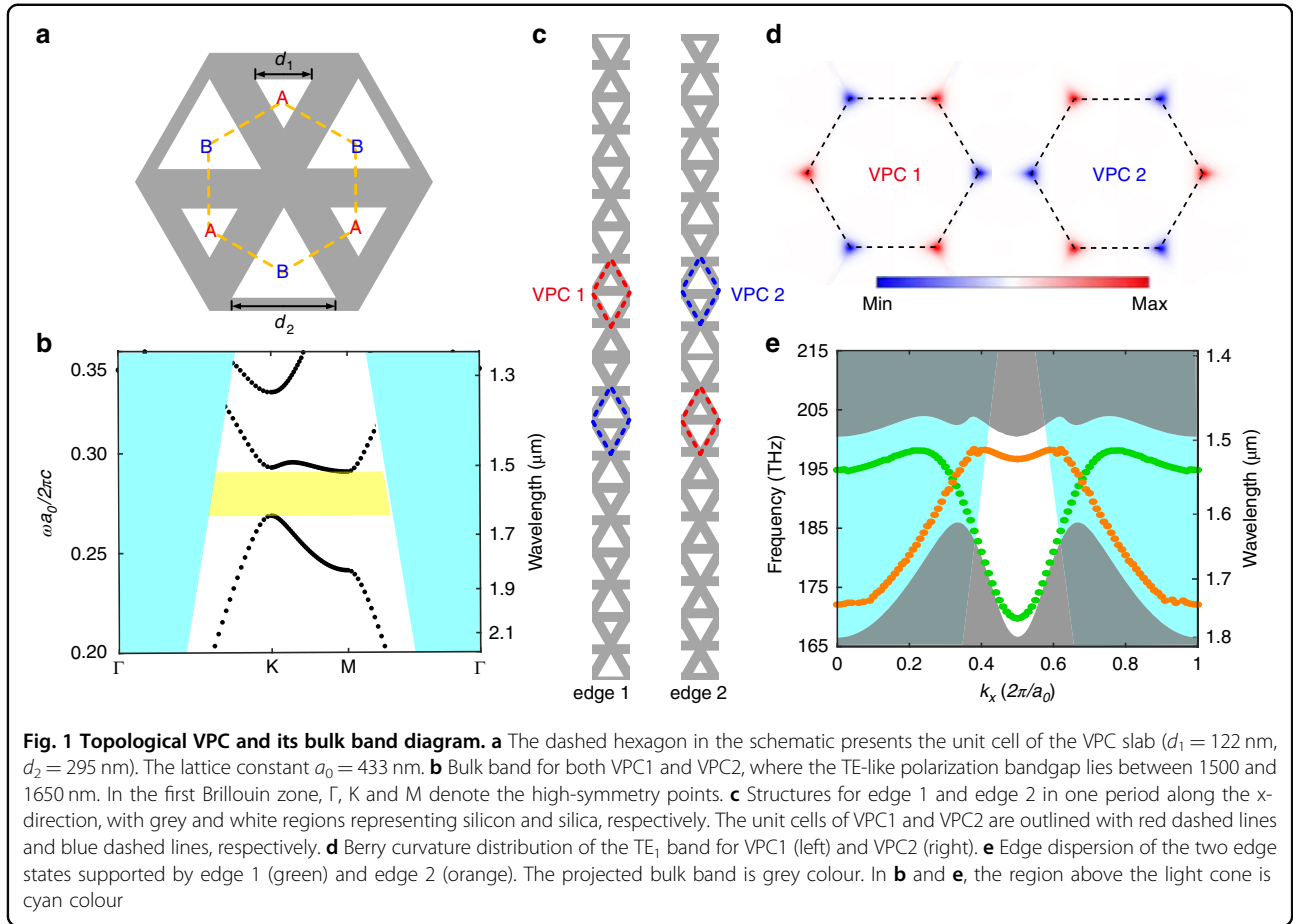 a
d1
A
B
B
A
A
B
d2
b
0.35
0.30
0.25
0.20
ωa0/2πc
Γ
K
M
Γ
1.3
1.5
1.7
1.9
2.1
Wavelength (μm)
c
VPC 1
VPC 2
edge 1
edge 2
d
VPC 1
VPC 2
Min
Max
e
215
205
195
185
175
165
Frequency (THz)
0
0.2
0.4
0.6
0.8
1
kx (2π/a0)
1.4
1.5
1.6
1.7
1.8
Wavelength (μm)
Fig. 1 Topological VPC and its bulk band diagram. a The dashed hexagon in the schematic presents the unit cell of the VPC slab (d1 = 122 nm,
d2 = 295 nm). The lattice constant a0 = 433 nm. b Bulk band for both VPC1 and VPC2, where the TE-like polarization bandgap lies between 1500 and
1650 nm. In the first Brillouin zone, Γ, K and M denote the high-symmetry points. c Structures for edge 1 and edge 2 in one period along the x-
direction, with grey and white regions representing silicon and silica, respectively. The unit cells of VPC1 and VPC2 are outlined with red dashed lines
and blue dashed lines, respectively. d Berry curvature distribution of the TE1 band for VPC1 (left) and VPC2 (right). e Edge dispersion of the two edge
states supported by edge 1 (green) and edge 2 (orange). The projected bulk band is grey colour. In b and e, the region above the light cone is
cyan colour